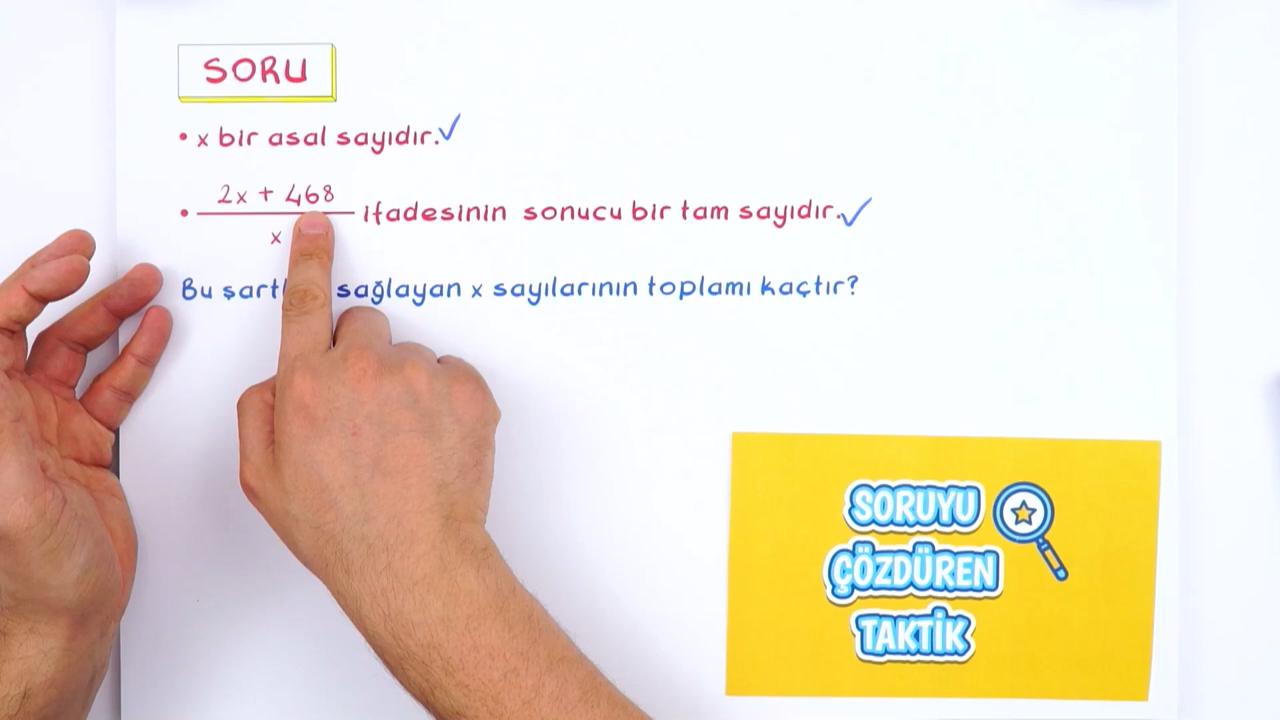 SORU
• x bir asal sayıdır.✓
2x + 468
• ifadesinin sonucu bir tam sayıdır.✓
x
Bu sağlayan x sayılarının toplamı kaçtır?
SORUYU
ÇÖZDÜREN
TAKTİK